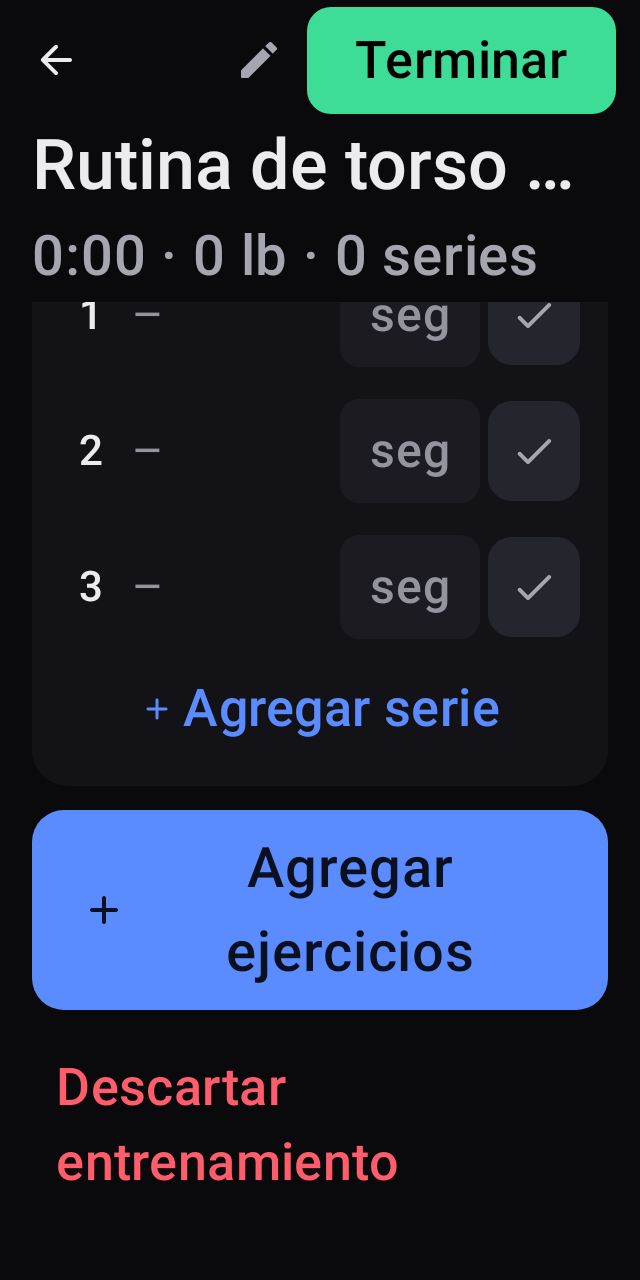 Terminar
Rutina de torso ...
0:00 · 0 lb · 0 series
1 – seg
2 – seg
3 – seg
+ Agregar serie
+ Agregar
ejercicios
Descartar
entrenamiento